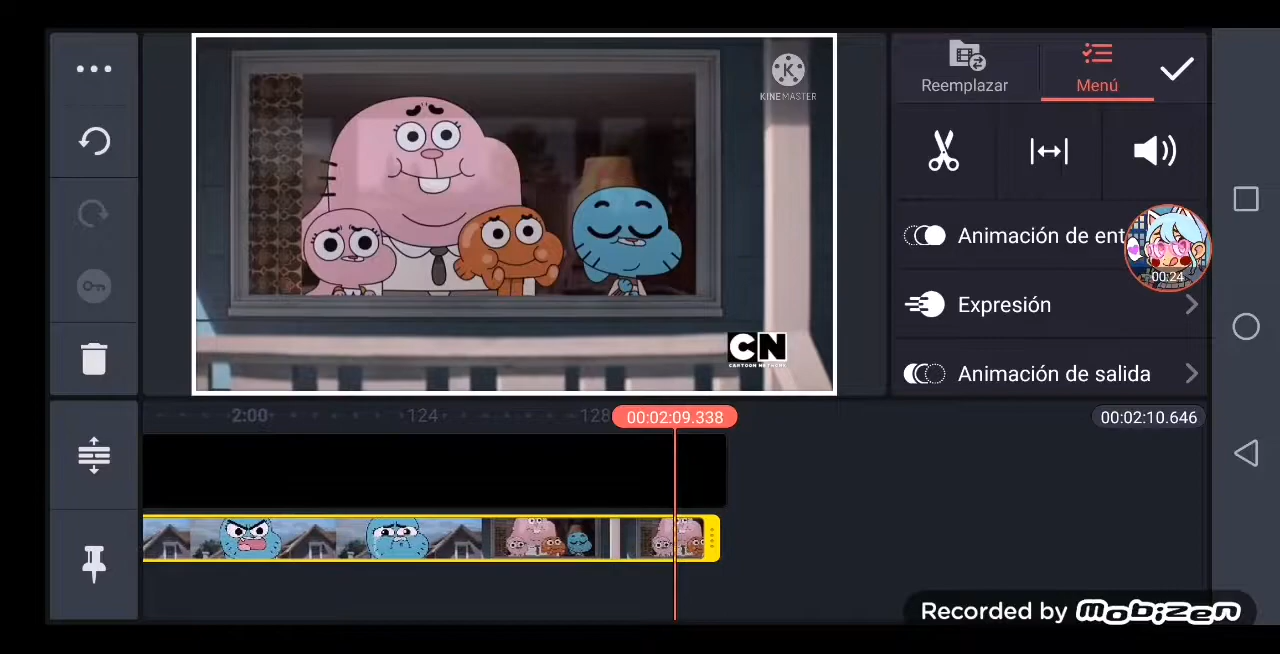 Reemplazar
Menú
KINEMASTER
Animación de ent
00:24
Expresión
CN
CARTOON NETWORK
Animación de salida
2:00
124
128
00:02:09.338
00:02:10.646
Recorded by mobizen